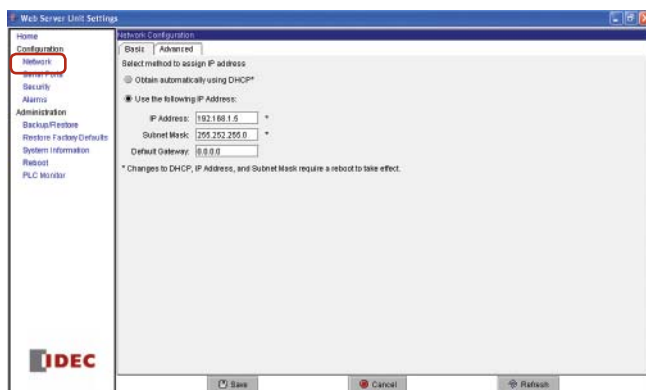 Web Server Unit Settings
Home
Configuration
Network
Serial Ports
Security
Alarms
Administration
Backup/Restore
Restore Factory Defaults
System Information
Reboot
PLC Monitor
IDEC
Network Configuration
Basic Advanced
Select method to assign IP address
Obtain automatically using DHCP*
Use the following IP Address:
IP Address: 192.168.1.5 *
Subnet Mask: 255.252.255.0 *
Default Gateway: 0.0.0.0
* Changes to DHCP, IP Address, and Subnet Mask require a reboot to take effect.
Save Cancel Refresh